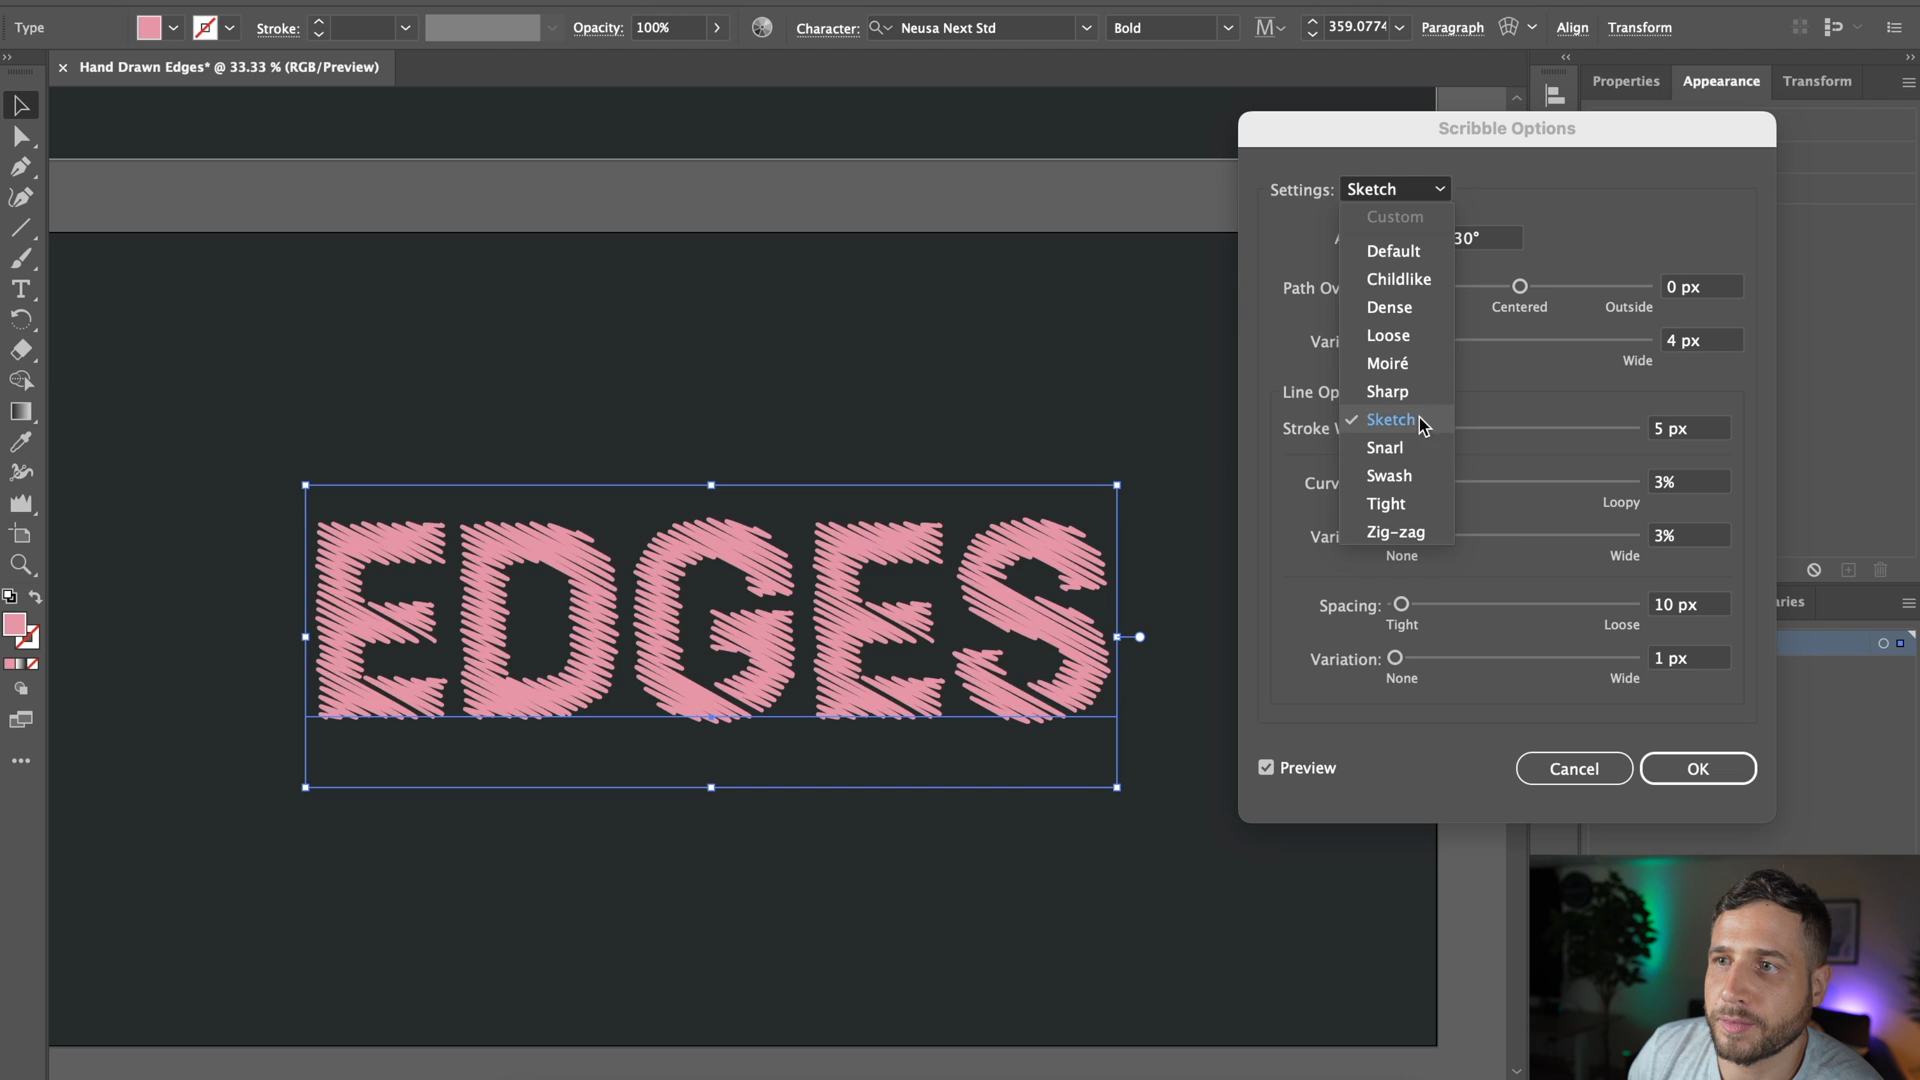 Type
Stroke:
Opacity: 100%
Character: Neusa Next Std
Bold
359.0774
Paragraph
Align
Transform
× Hand Drawn Edges* @ 33.33 % (RGB/Preview)
Properties
Appearance
Transform
Scribble Options
Settings: Sketch
Custom
Default
Childlike
Dense
Loose
Moiré
Sharp
Sketch
Snarl
Swash
Tight
Zig-zag
30°
Path Ov
0 px
Centered
Outside
Vari
4 px
Wide
Line Op
Stroke
5 px
Curv
3%
Loopy
Vari
3%
None
Wide
Spacing:
10 px
Tight
Loose
Variation:
1 px
None
Wide
Preview
Cancel
OK
aries
EDGES